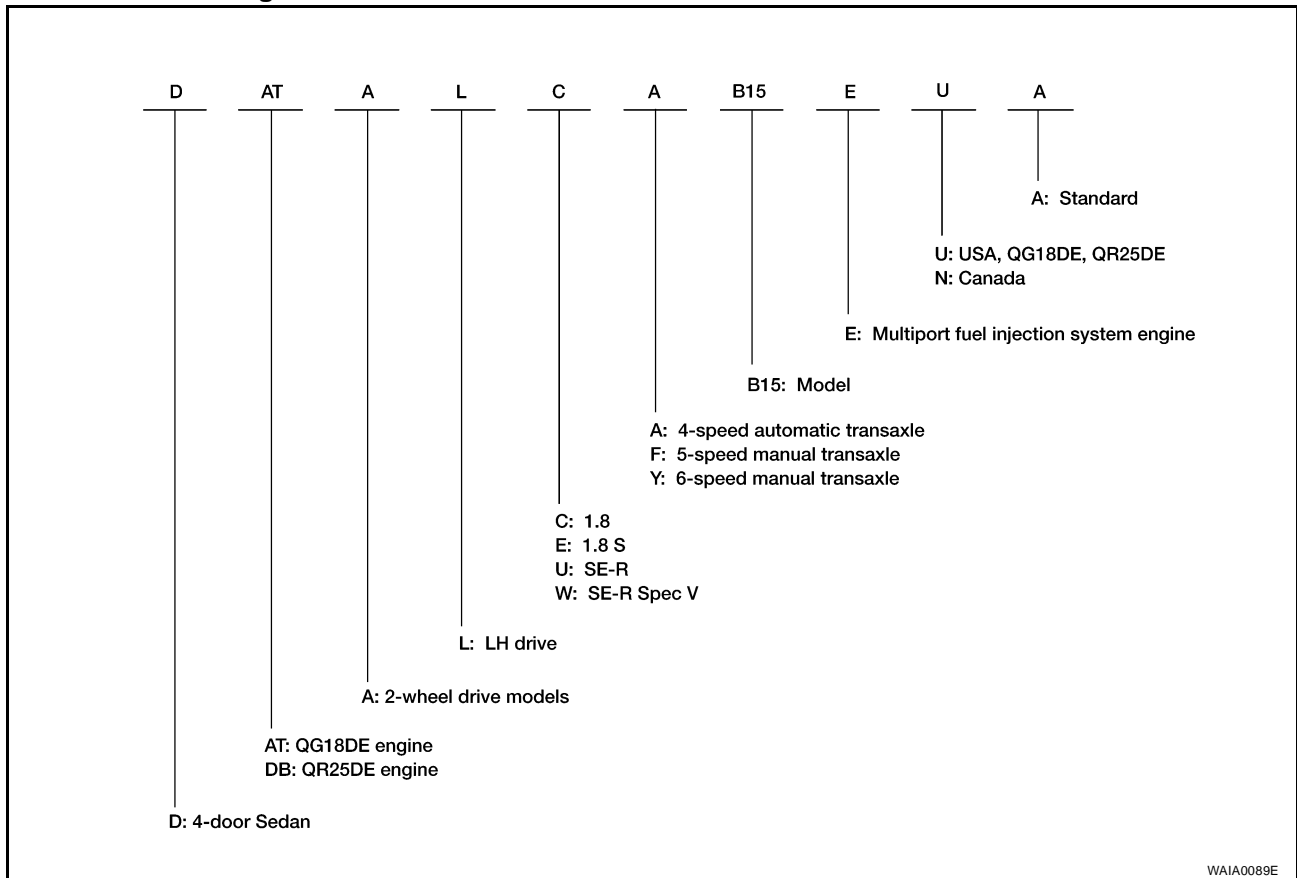 D AT A L C A B15 E U A
A: Standard
U: USA, QG18DE, QR25DE
N: Canada
E: Multiport fuel injection system engine
B15: Model
A: 4-speed automatic transaxle
F: 5-speed manual transaxle
Y: 6-speed manual transaxle
C: 1.8
E: 1.8 S
U: SE-R
W: SE-R Spec V
L: LH drive
A: 2-wheel drive models
AT: QG18DE engine
DB: QR25DE engine
D: 4-door Sedan
WAIA0089E